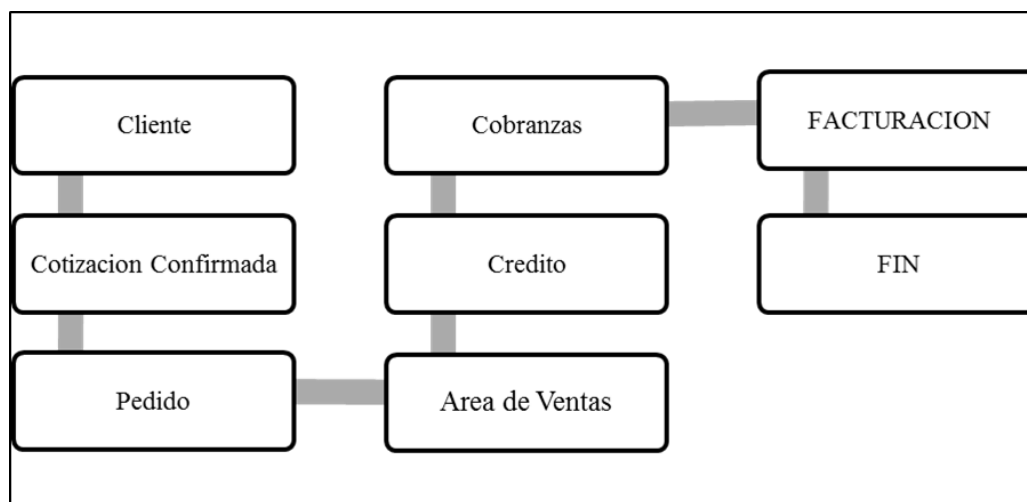 Cliente
Cotizacion Confirmada
Pedido
Area de Ventas
Credito
Cobranzas
FACTURACION
FIN